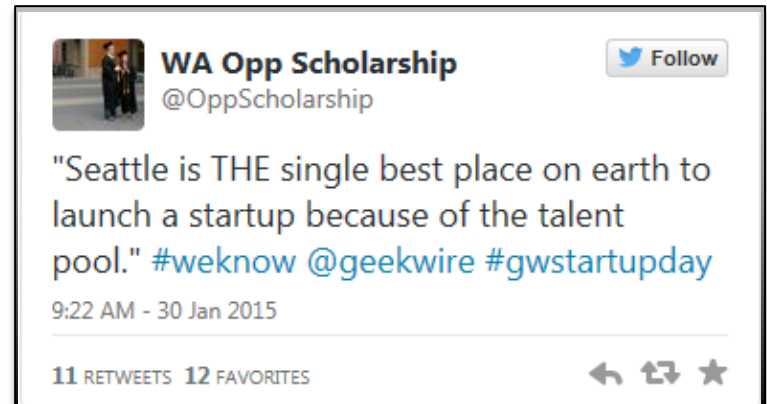 WA Opp Scholarship
Follow
@OppScholarship
"Seattle is THE single best place on earth to
launch a startup because of the talent
pool." #weknow @geekwire #gwstartupday
9:22 AM - 30 Jan 2015
11 RETWEETS 12 FAVORITES